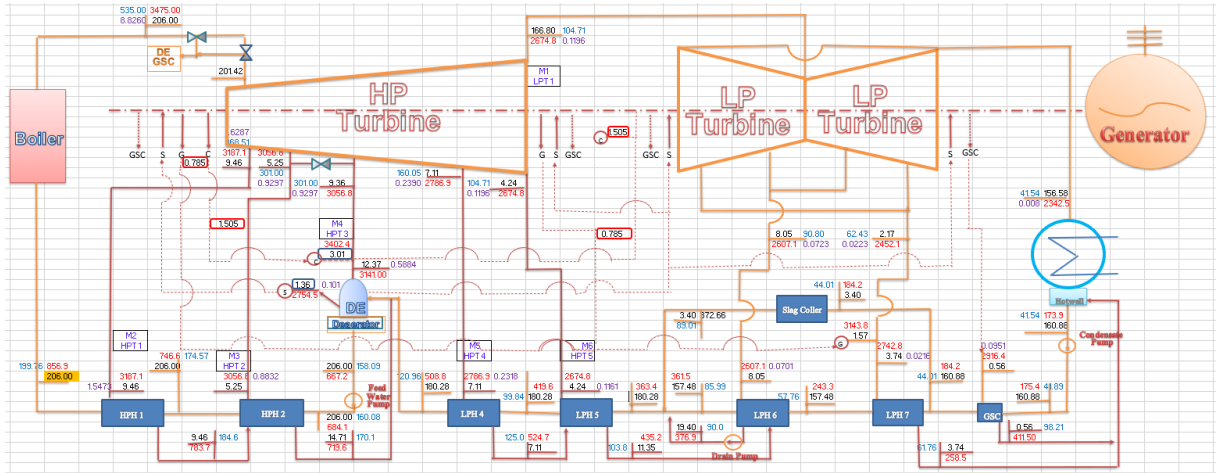 535.00 3475.00
8.8260 206.00
DE
GSC
201.42
166.80 104.71
2674.8 0.1196
M1
LPT 1
HP
Turbine
LP
Turbine
LP
Turbine
Boiler
Generator
GSC S G C
0.785
3187.1 3056.8
9.46 5.25
301.00
0.9297
301.00 9.36
0.9297 3056.8
160.05 7.11
0.2390 2786.9
104.71 4.24
0.1196 2674.8
G S GSC
C
1.505
GSC S
S GSC
1.505
M4
HPT 3
3402.4
C 3.01
12.37 0.5884
3141.00
S 1.36 0.101
2754.5
DE
Deaerator
0.785
8.05 90.80
2607.1 0.0723
62.43 2.17
0.0223 2452.1
41.54 156.58
0.008 2342.5
Hotwell
44.01 184.2
3.40
Slag Coller
3.40 372.66
89.01
G
3143.8
1.57
41.54 173.9
160.88
Condensate
Pump
M2
HPT 1
M3
HPT 2
M5
HPT 4
M6
HPT 5
199.76 856.9
206.00
3187.1
1.5473 9.46
746.6 174.57
206.00
3056.8 0.8832
5.25
206.00 158.09
667.2
Feed
Water
Pump
120.96 508.8
180.28
2786.9 0.2318
7.11
419.6
99.84 180.28
2674.8
4.24 0.1161
363.4
180.28
361.5
157.48 85.99
2607.1 0.0701
8.05
243.3
57.76 157.48
2742.8
3.74 0.0216
184.2
44.01 160.88
0.0951
2916.4
0.56
175.4 41.89
160.88
HPH 1
HPH 2
LPH 4
LPH 5
LPH 6
LPH 7
GSC
9.46 184.6
783.7
206.00 160.08
684.1
14.71 170.1
719.6
125.0 524.7
7.11
435.2
103.8 11.35
19.40 90.0
376.9
Drain Pump
61.76 3.74
258.5
0.56 98.21
411.50